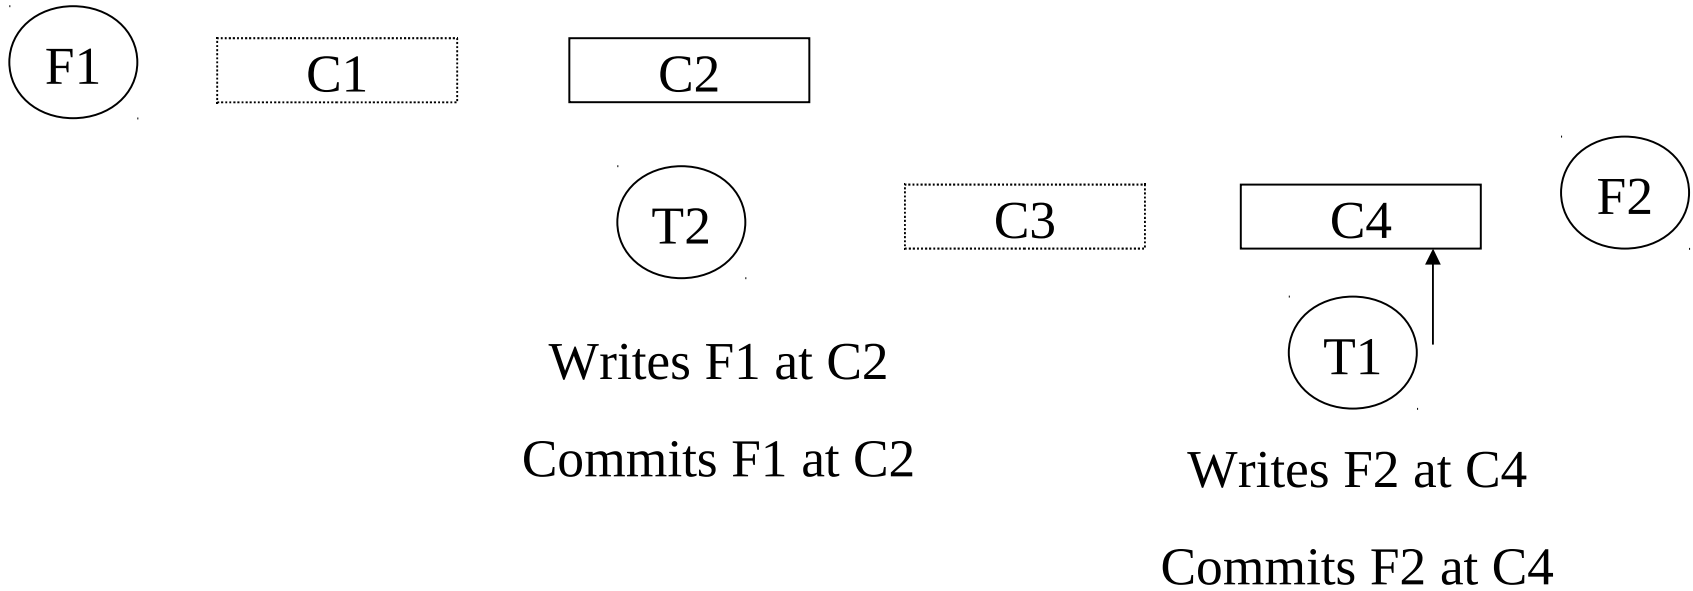 F1
C1
C2
T2
C3
C4
F2
T1
Writes F1 at C2
Commits F1 at C2
Writes F2 at C4
Commits F2 at C4